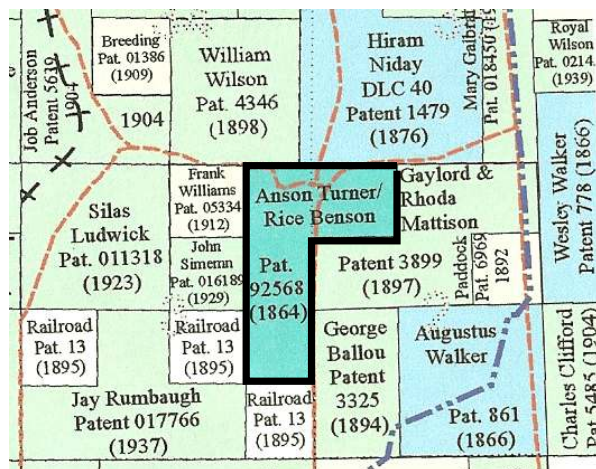 Job Anderson
Patent 5639
1904
Breeding
Pat. 01386
(1909)
1904
William
Wilson
Pat. 4346
(1898)
Hiram
Niday
DLC 40
Patent 1479
(1876)
Mary Galbrai
Pat. 018450
Royal
Wilson
Pat. 0214
(1939)
Wesley Walker
Patent 778 (1866)
Silas
Ludwick
Pat. 011318
(1923)
Frank
Williams
Pat. 05334
(1912)
John
Simemn
Pat. 016189
(1929)
Anson Turner/
Rice Benson
Pat.
92568
(1864)
Gaylord &
Rhoda
Mattison
Patent 3899
(1897)
Paddock
Pat. 6969
1892
Railroad
Pat. 13
(1895)
Railroad
Pat. 13
(1895)
Jay Rumbaugh
Patent 017766
(1937)
Railroad
Pat. 13
(1895)
George
Ballou
Patent
3325
(1894)
Augustus
Walker
Pat. 861
(1866)
Charles Clifford
Pat. 5485 (1904)